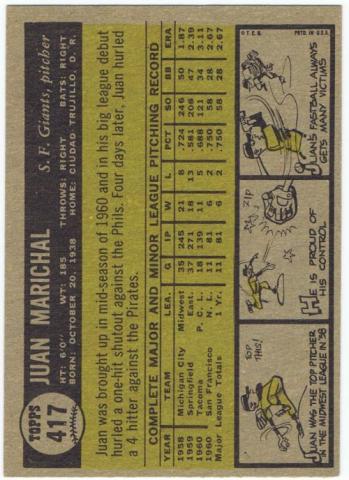 TOPPS
417
JUAN MARICHAL
S. F. Giants, pitcher
HT: 6'0" WT: 185 THROWS: RIGHT BATS: RIGHT
BORN: OCTOBER 20, 1938 HOME: CIUDAD TRUJILLO, D. R.
Juan was brought up in mid-season of 1960 and in his big league debut
hurled a one-hit shutout against the Phils. Four days later, Juan hurled
a 4 hitter against the Pirates.
COMPLETE MAJOR AND MINOR LEAGUE PITCHING RECORD
YEAR TEAM LEA. G IP W L PCT SO BB ERA
1958 Michigan City Midwest 35 245 21 8 .724 246 50 1.87
1959 Springfield East. 37 271 18 13 .581 208 47 2.39
1960 Tacoma P. C. L. 18 139 11 5 .688 121 34 3.11
1960 San Francisco N. L. 11 81 6 2 .750 58 28 2.67
Major League Totals 1 Yr. 11 81 6 2 .750 58 28 2.67
TOP THIS!
JUAN WAS THE TOP PITCHER
IN THE MIDWEST LEAGUE IN '58
ZIP
HE IS PROUD OF
HIS CONTROL
JUAN'S FASTBALL ALWAYS
GETS MANY VICTIMS
© T. C. G. PRTD. IN U.S.A.